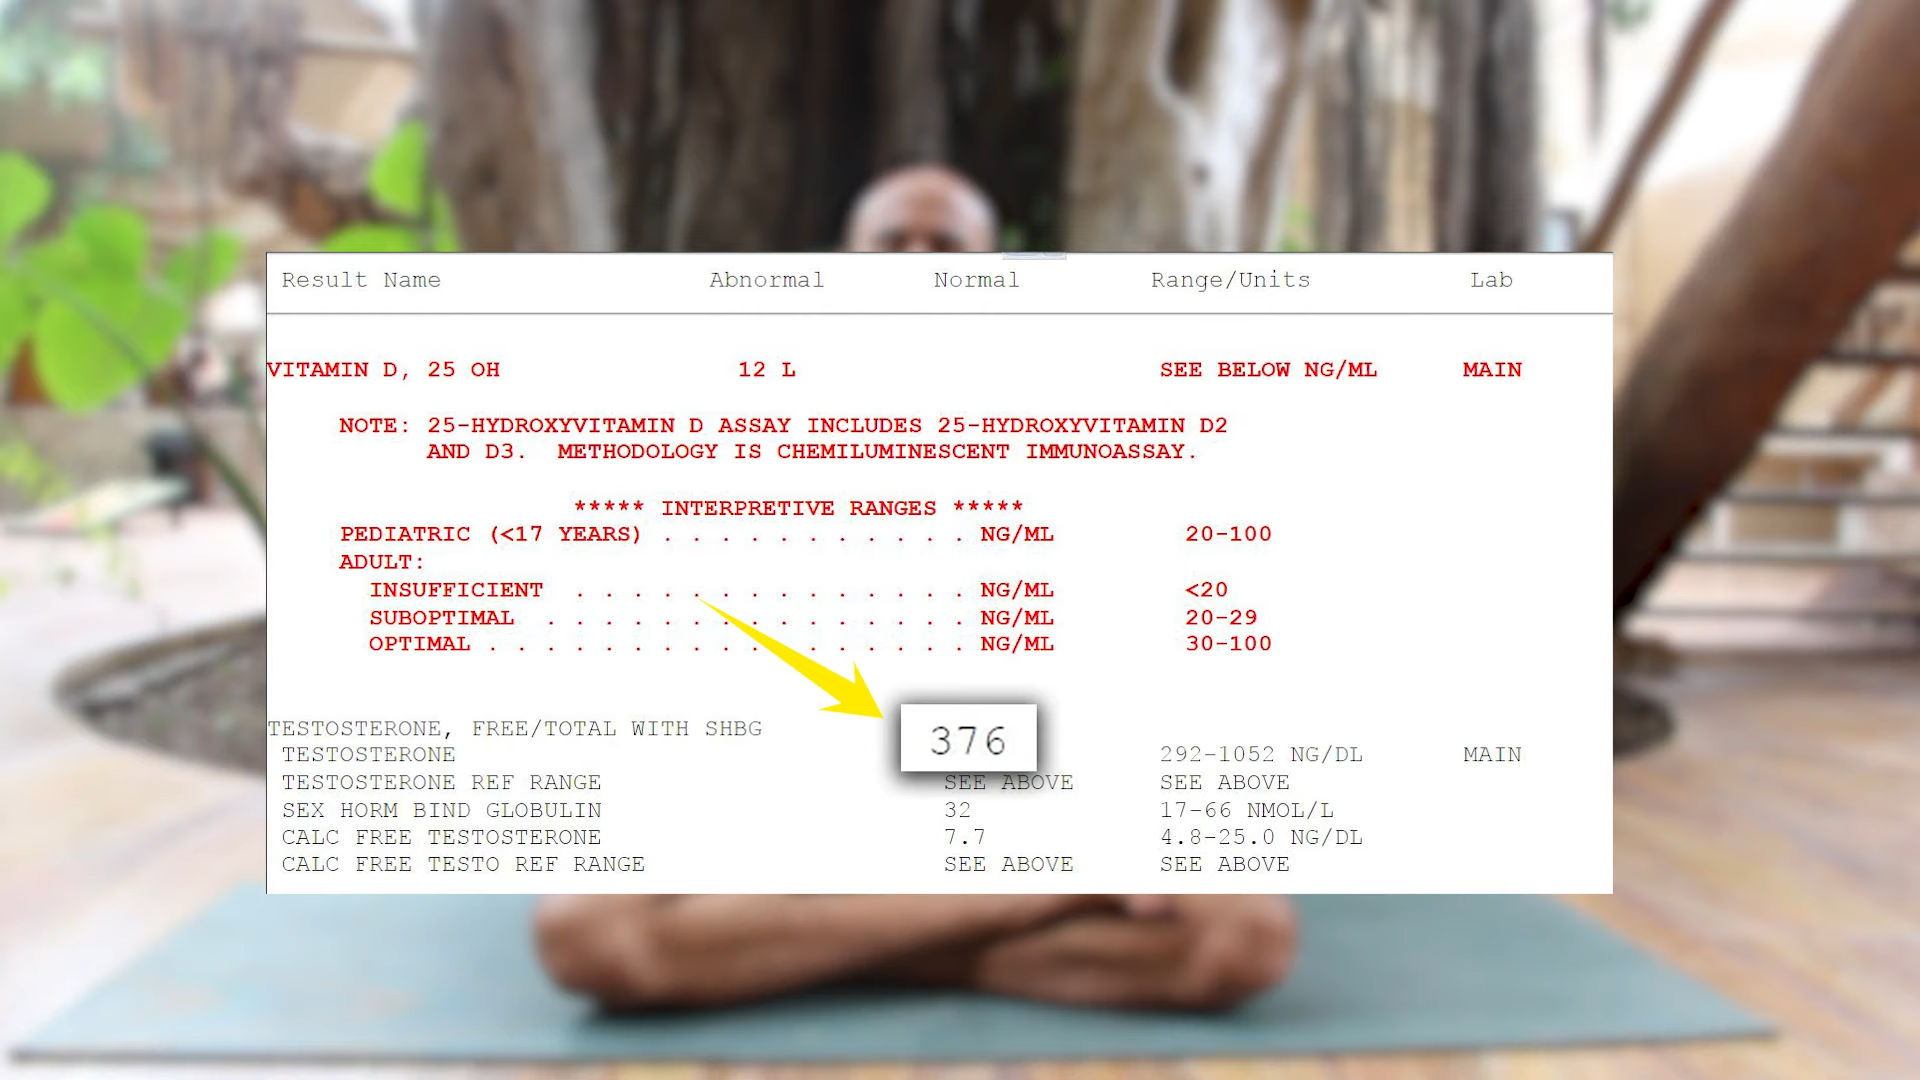 Result Name Abnormal Normal Range/Units Lab
VITAMIN D, 25 OH 12 L SEE BELOW NG/ML MAIN
NOTE: 25-HYDROXYVITAMIN D ASSAY INCLUDES 25-HYDROXYVITAMIN D2
AND D3. METHODOLOGY IS CHEMILUMINESCENT IMMUNOASSAY.
***** INTERPRETIVE RANGES *****
PEDIATRIC (<17 YEARS) . . . . . . . . . . . NG/ML 20-100
ADULT:
INSUFFICIENT . . . . . . . . . . . . . . NG/ML <20
SUBOPTIMAL . . . . . . . . . . . . . . . NG/ML 20-29
OPTIMAL . . . . . . . . . . . . . . . . . NG/ML 30-100
TESTOSTERONE, FREE/TOTAL WITH SHBG
TESTOSTERONE 376 292-1052 NG/DL MAIN
TESTOSTERONE REF RANGE SEE ABOVE SEE ABOVE
SEX HORM BIND GLOBULIN 32 17-66 NMOL/L
CALC FREE TESTOSTERONE 7.7 4.8-25.0 NG/DL
CALC FREE TESTO REF RANGE SEE ABOVE SEE ABOVE